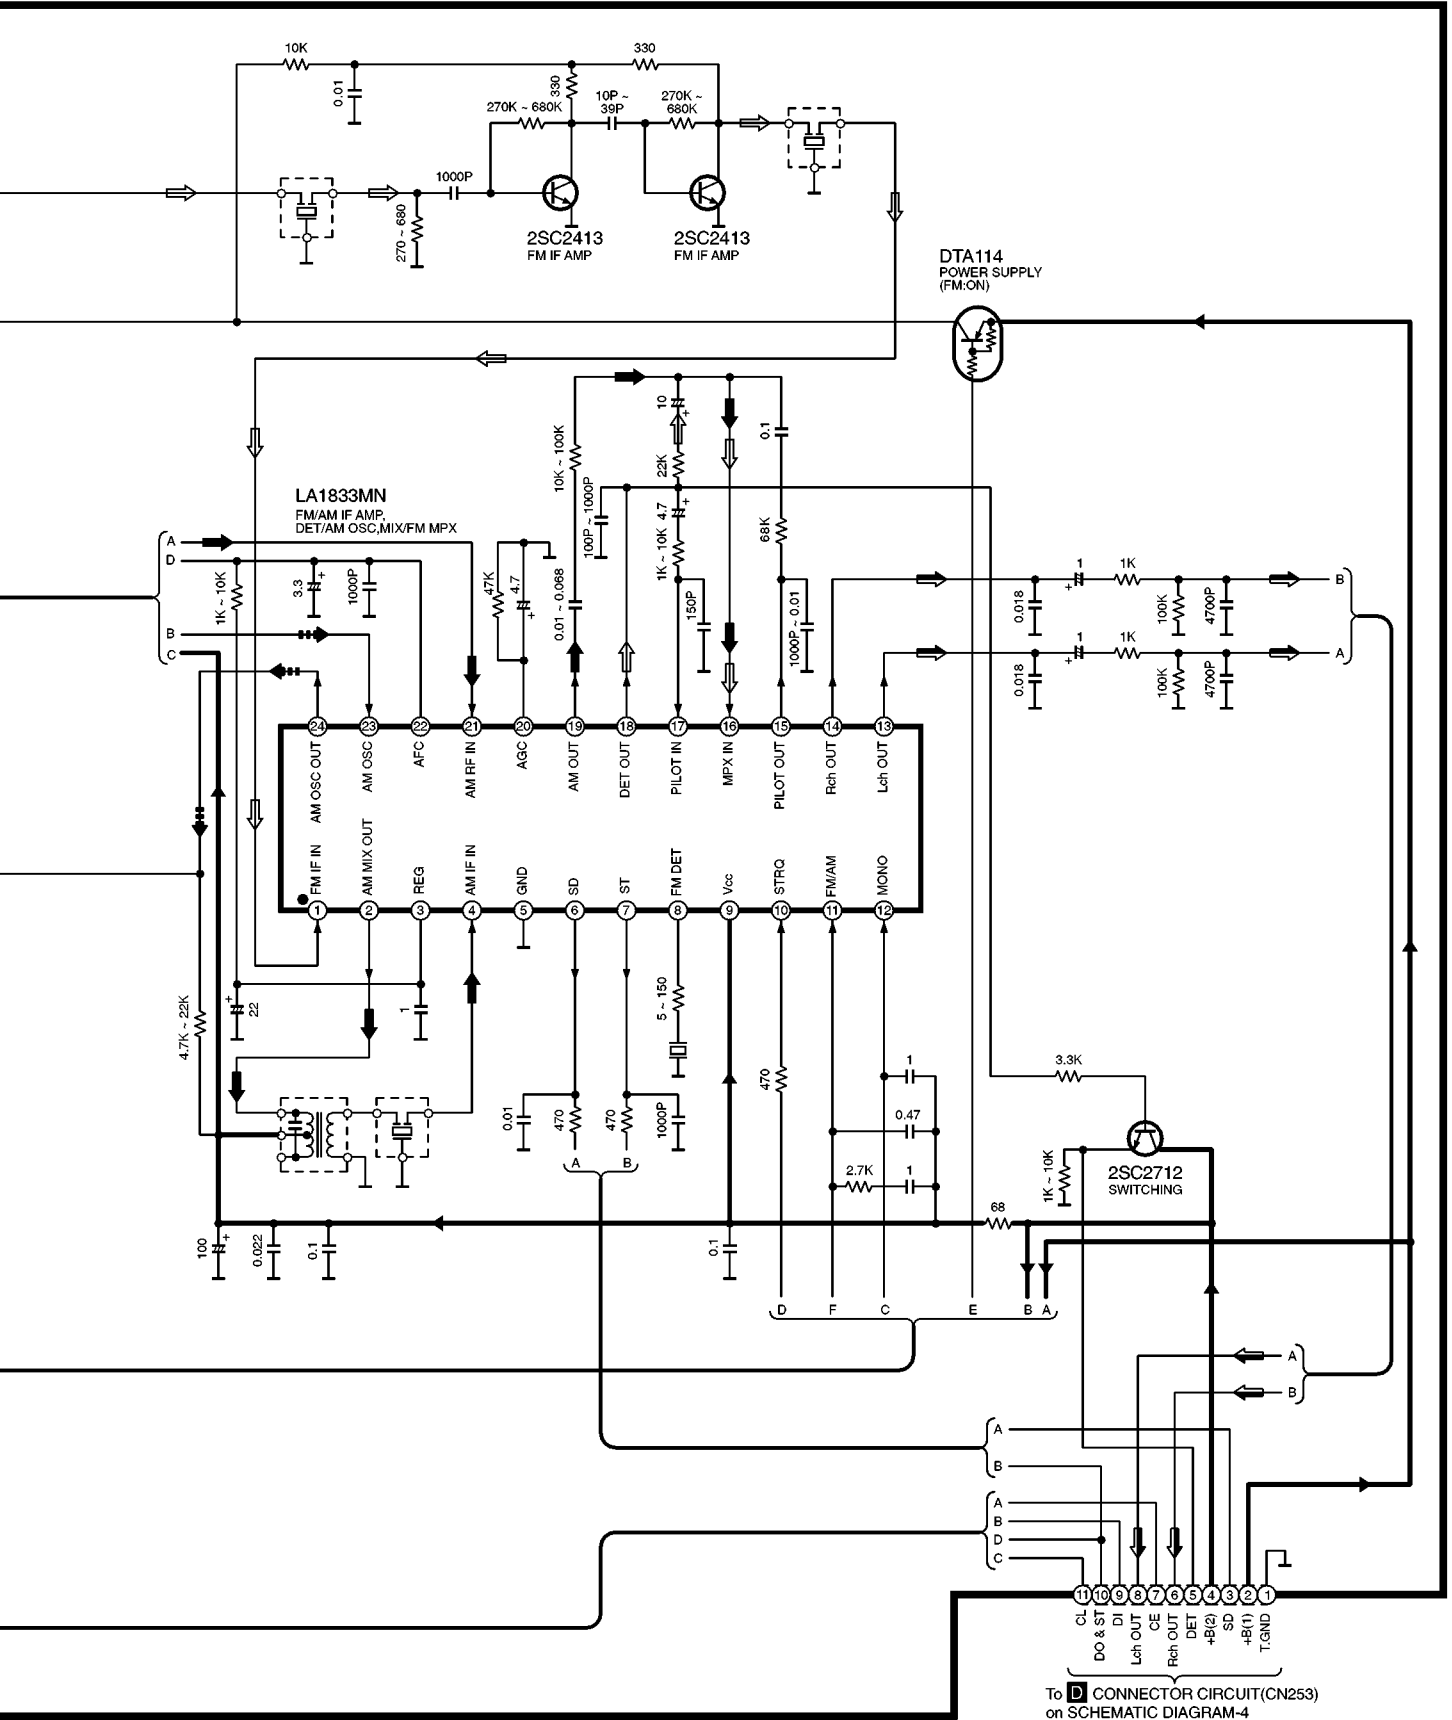 10K
330
0.01
330
270K ~ 680K
10P ~
39P
270K ~
680K
1000P
270 ~ 680
2SC2413
FM IF AMP
2SC2413
FM IF AMP
DTA114
POWER SUPPLY
(FM:ON)
10
+
0.1
10K ~ 100K
22K
LA1833MN
FM/AM IF AMP,
DET/AM OSC,MIX/FM MPX
100P ~ 1000P
4.7
+
68K
A
D
1K ~ 10K
3.3
+
1000P
47K
4.7
+
0.01 ~ 0.068
1K ~ 10K
150P
1000P ~ 0.01
1
+
1K
B
0.018
100K
4700P
B
C
1
+
1K
A
0.018
100K
4700P
24
23
22
21
20
19
18
17
16
15
14
13
AM OSC OUT
AM OSC
AFC
AM RF IN
AGC
AM OUT
DET OUT
PILOT IN
MPX IN
PILOT OUT
Rch OUT
Lch OUT
FM IF IN
AM MIX OUT
REG
AM IF IN
GND
SD
ST
FM DET
Vcc
STRQ
FM/AM
MONO
1
2
3
4
5
6
7
8
9
10
11
12
4.7K ~ 22K
+
22
1
5 ~ 150
470
1
3.3K
0.01
470
470
1000P
0.47
A
B
2.7K
1
1K ~ 10K
2SC2712
SWITCHING
68
100
+
0.022
0.1
0.1
D
F
C
E
B
A
A
B
A
B
A
B
D
C
11
10
9
8
7
6
5
4
3
2
1
CL
DO & ST
DI
Lch OUT
CE
Rch OUT
DET
+B(2)
SD
+B(1)
T.GND
To D CONNECTOR CIRCUIT(CN253)
on SCHEMATIC DIAGRAM-4